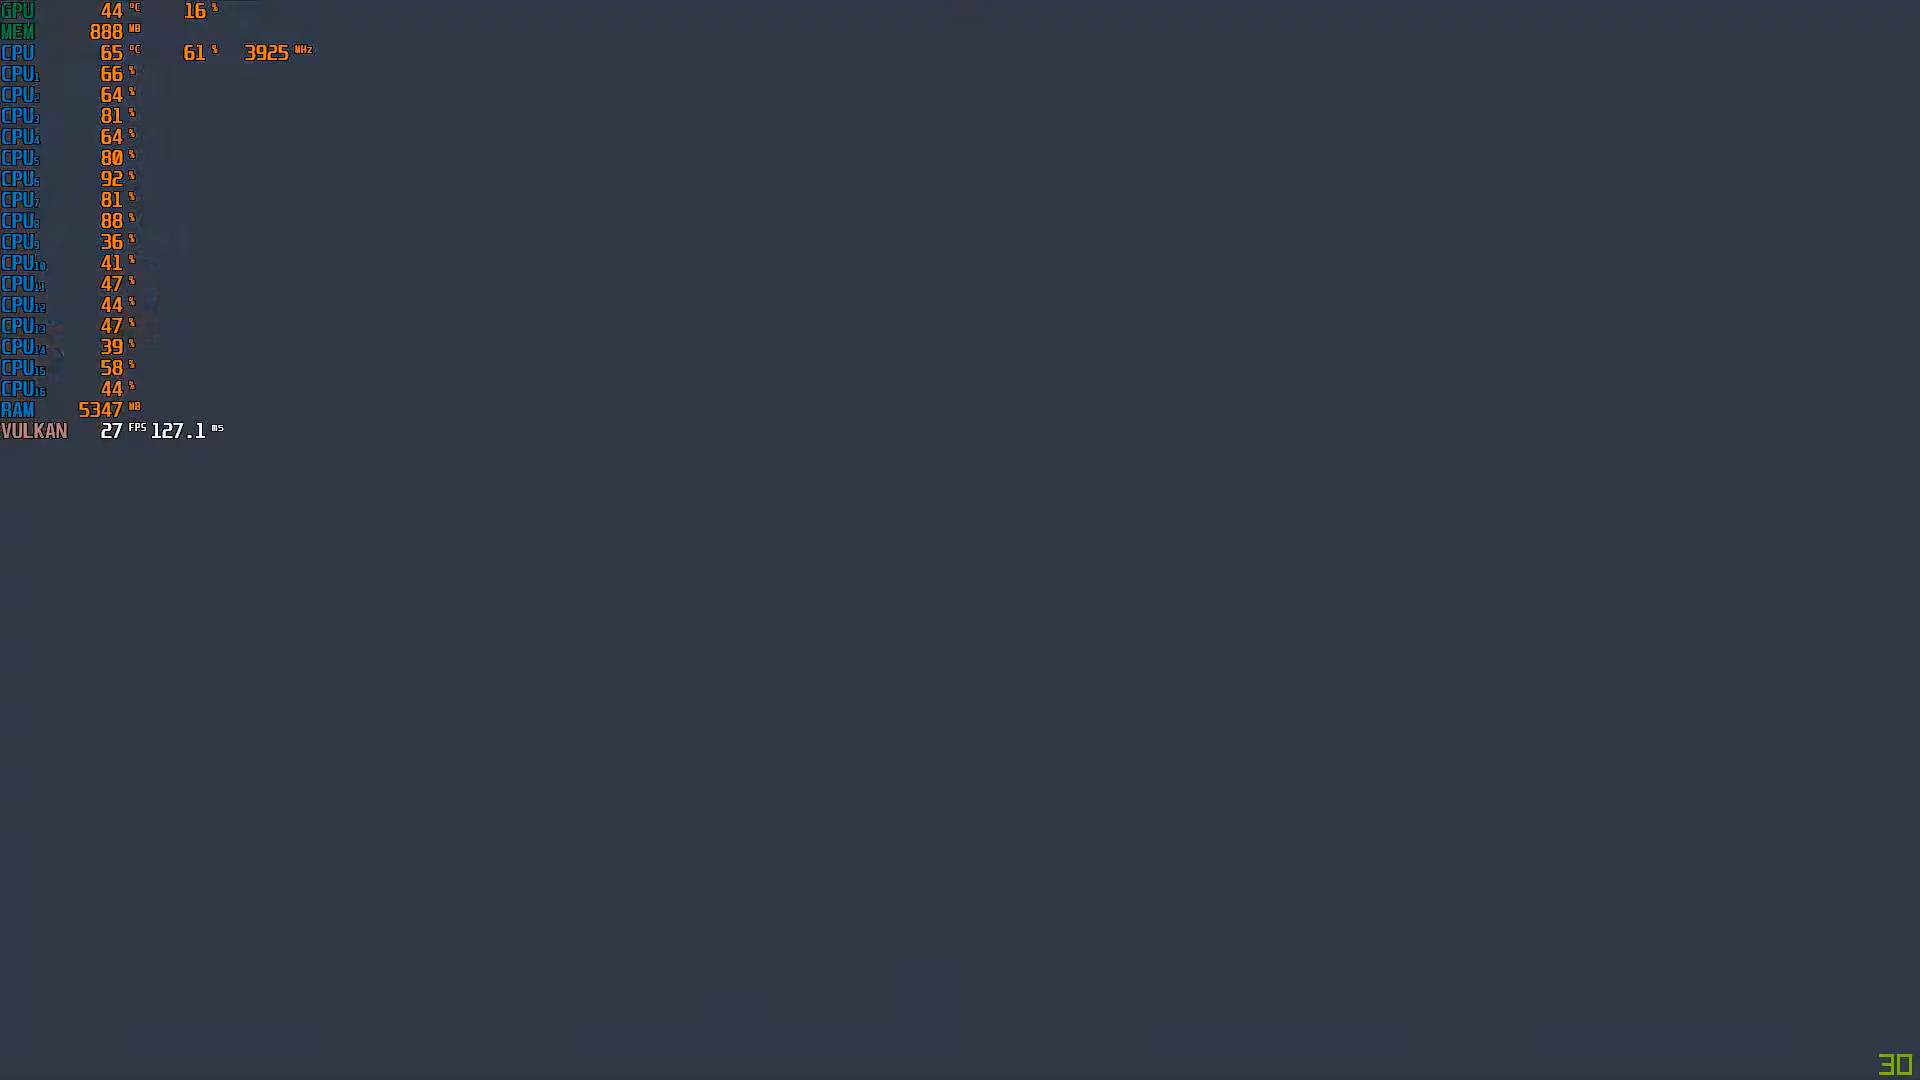 GPU 44 °C 16 %
MEM 888 MB
CPU 65 °C 61 % 3925 MHz
CPU1 66 %
CPU2 64 %
CPU3 81 %
CPU4 64 %
CPU5 80 %
CPU6 92 %
CPU7 81 %
CPU8 88 %
CPU9 36 %
CPU10 41 %
CPU11 47 %
CPU12 44 %
CPU13 47 %
CPU14 39 %
CPU15 58 %
CPU16 44 %
RAM 5347 MB
VULKAN 27 FPS 127.1 ms
30